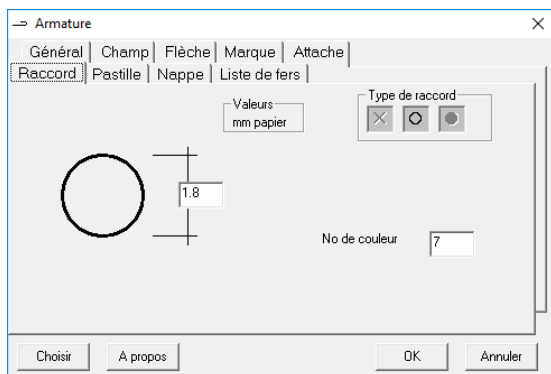 Armature
Général Champ Flèche Marque Attache
Raccord Pastille Nappe Liste de fers
Valeurs
mm papier
Type de raccord
1.8
No de couleur 7
Choisir A propos OK Annuler